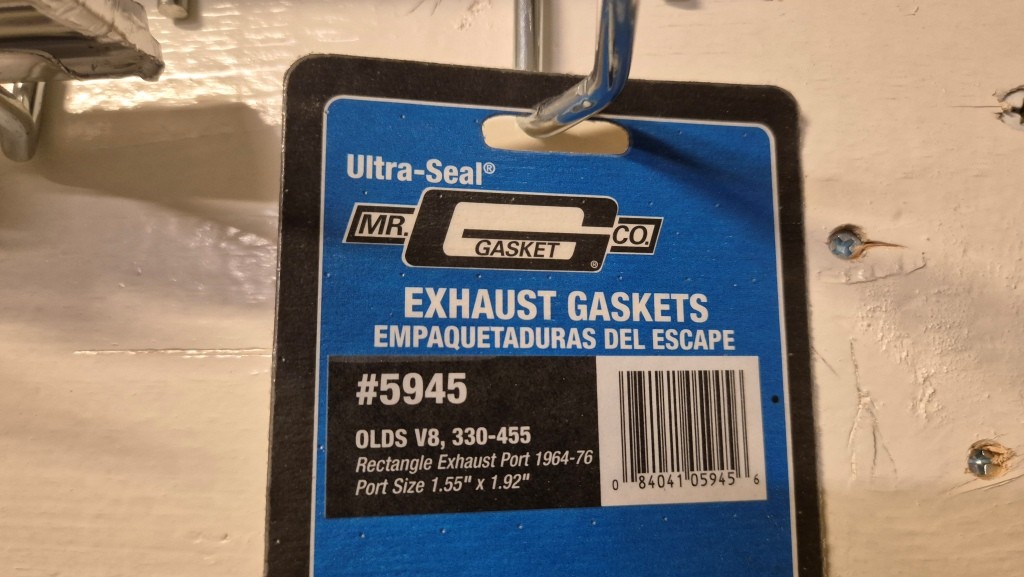 Ultra-Seal®
MR. GASKET CO.
®
EXHAUST GASKETS
EMPAQUETADURAS DEL ESCAPE
#5945
OLDS V8, 330-455
Rectangle Exhaust Port 1964-76
Port Size 1.55" x 1.92"
0 84041 05945 6